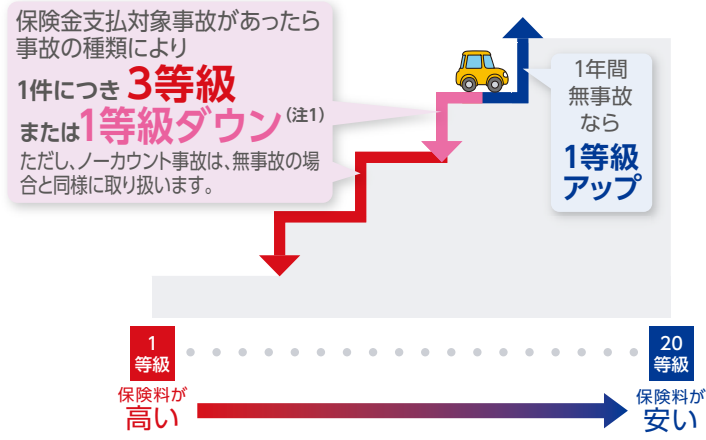 保険金支払対象事故があったら
事故の種類により
1件につき 3等級
または1等級ダウン(注1)
ただし、ノーカウント事故は、無事故の場
合と同様に取り扱います。
1年間
無事故
なら
1等級
アップ
1
等級
20
等級
保険料が
高い
保険料が
安い